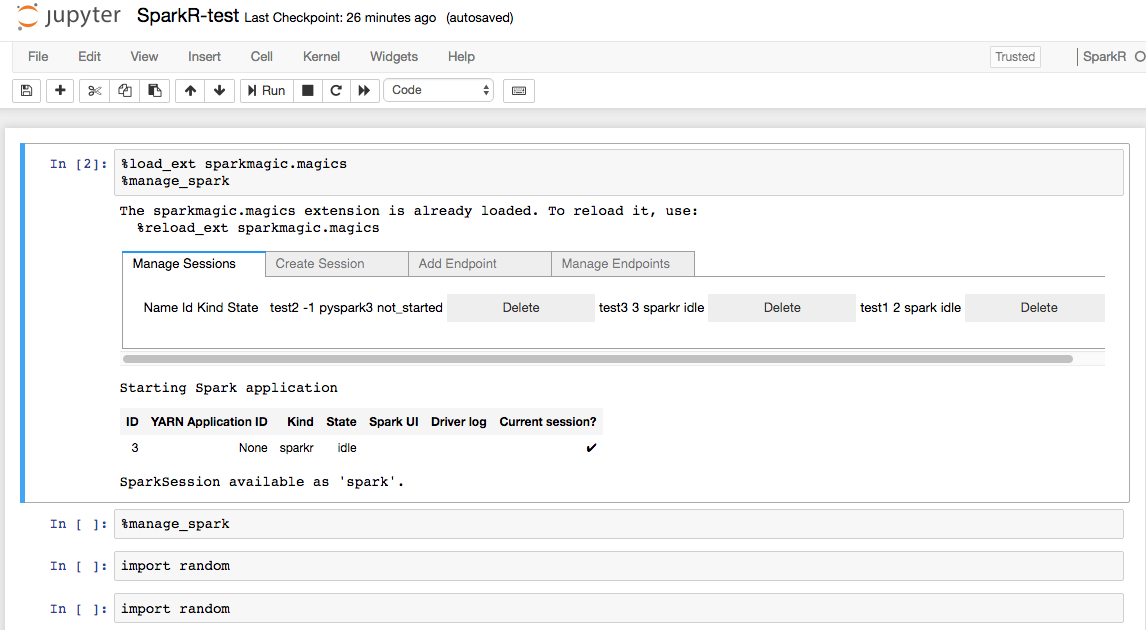 jupyter SparkR-test Last Checkpoint: 26 minutes ago (autosaved)
File Edit View Insert Cell Kernel Widgets Help Trusted SparkR
Run Code
In [2]: %load_ext sparkmagic.magics
%manage_spark
The sparkmagic.magics extension is already loaded. To reload it, use:
%reload_ext sparkmagic.magics
Manage Sessions Create Session Add Endpoint Manage Endpoints
Name Id Kind State test2 -1 pyspark3 not_started Delete test3 3 sparkr idle Delete test1 2 spark idle Delete
Starting Spark application
ID YARN Application ID Kind State Spark UI Driver log Current session?
3 None sparkr idle ✔
SparkSession available as 'spark'.
In [ ]: %manage_spark
In [ ]: import random
In [ ]: import random